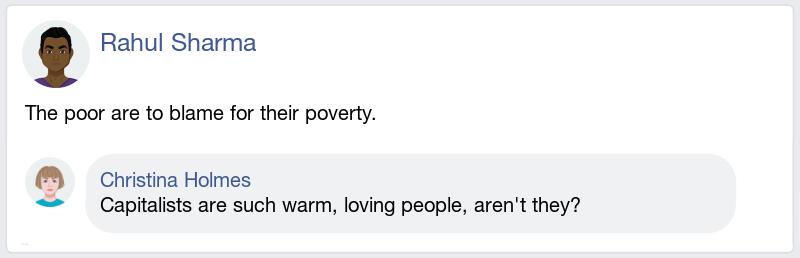 Rahul Sharma
The poor are to blame for their poverty.
Christina Holmes
Capitalists are such warm, loving people, aren't they?